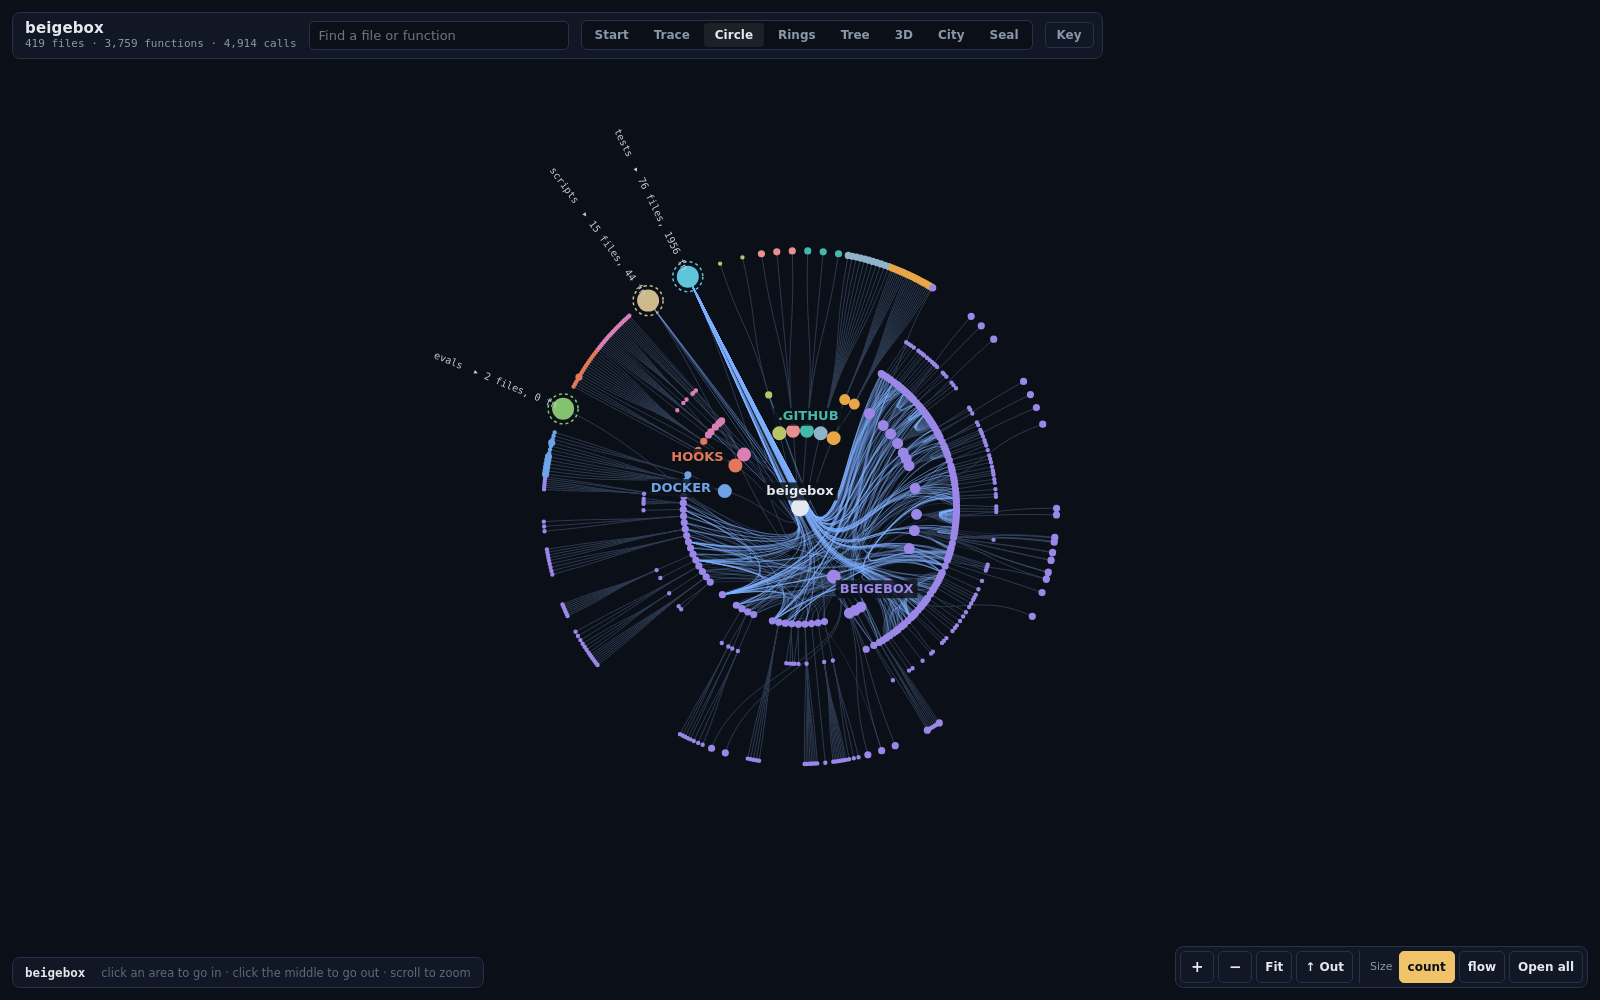 beigebox
419 files · 3,759 functions · 4,914 calls
Find a file or function
Start Trace Circle Rings Tree 3D City Seal
Key
tests ▸ 76 files, 1956
scripts ▸ 15 files, 44
evals ▸ 2 files, 0
.GITHUB
HOOKS
DOCKER
beigebox
BEIGEBOX
beigebox click an area to go in · click the middle to go out · scroll to zoom
+ − Fit ↑ Out Size count flow Open all